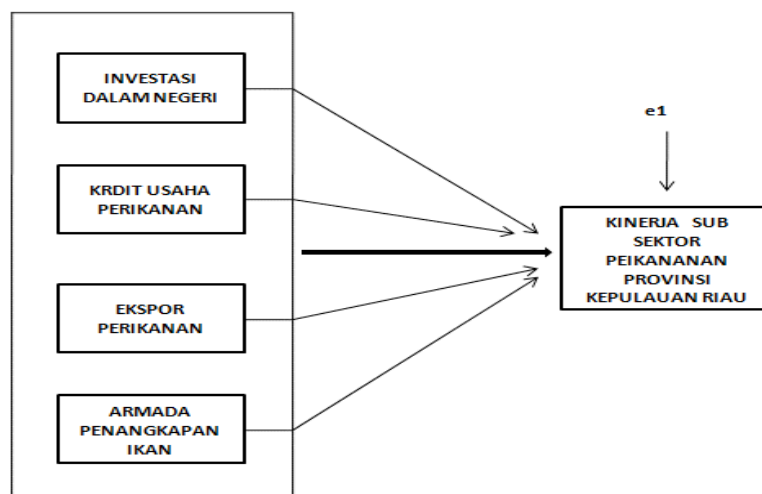 INVESTASI
DALAM NEGERI
KRDIT USAHA
PERIKANAN
EKSPOR
PERIKANAN
ARMADA
PENANGKAPAN
IKAN
e1
KINERJA SUB
SEKTOR
PEIKANANAN
PROVINSI
KEPULAUAN RIAU